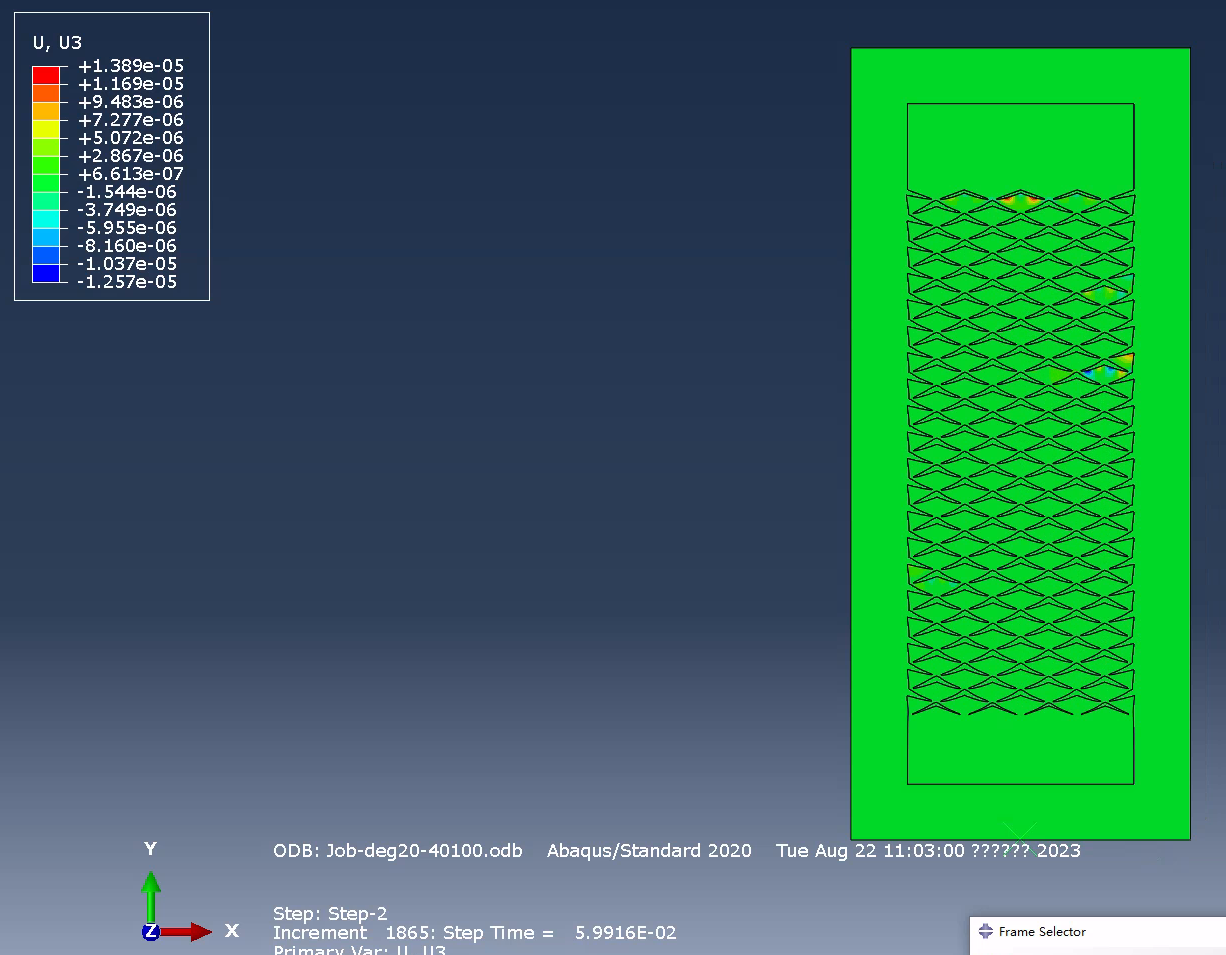 U, U3
+1.389e-05
+1.169e-05
+9.483e-06
+7.277e-06
+5.072e-06
+2.867e-06
+6.613e-07
-1.544e-06
-3.749e-06
-5.955e-06
-8.160e-06
-1.037e-05
-1.257e-05
Y
Z
X
ODB: Job-deg20-40100.odb Abaqus/Standard 2020 Tue Aug 22 11:03:00 ?????? 2023
Step: Step-2
Increment 1865: Step Time = 5.9916E-02
Primary Var: U, U3
Frame Selector